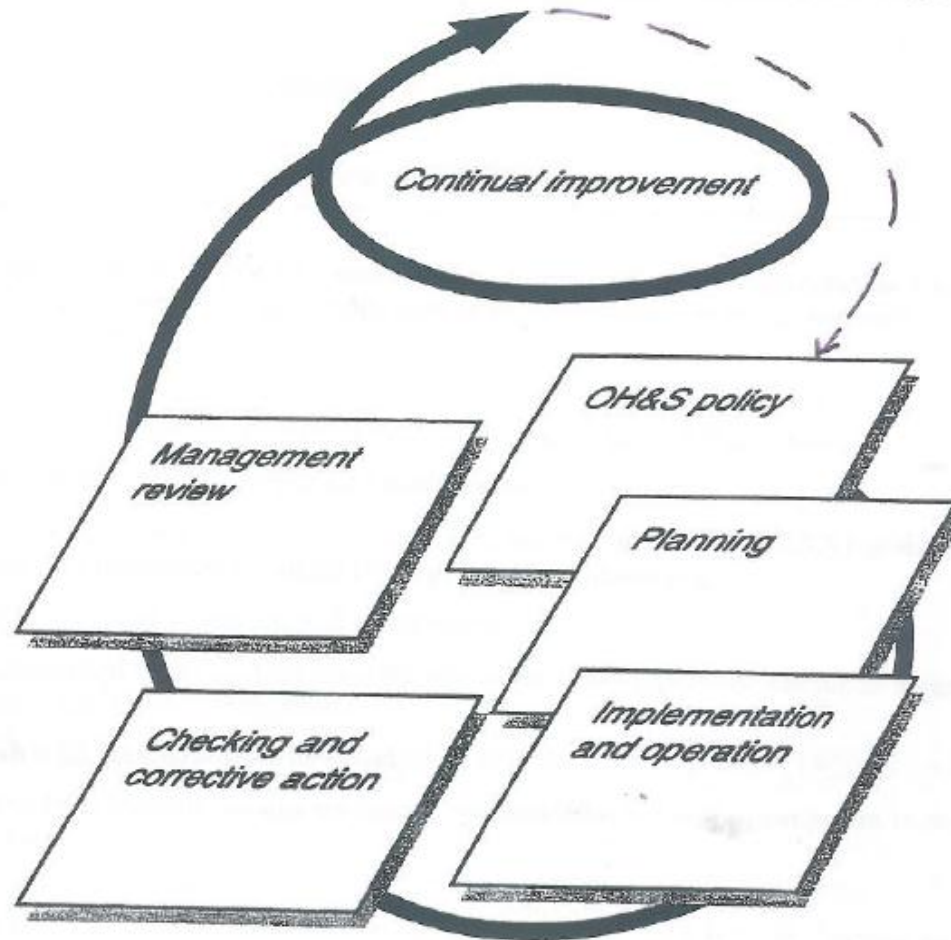 Continual improvement
OH&S policy
Management
review
Planning
Implementation
and operation
Checking and
corrective action